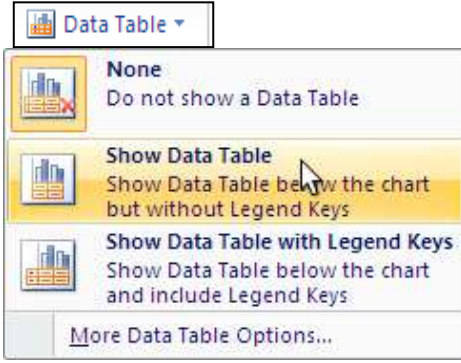 Data Table
None
Do not show a Data Table
Show Data Table
Show Data Table below the chart
but without Legend Keys
Show Data Table with Legend Keys
Show Data Table below the chart
and include Legend Keys
More Data Table Options...